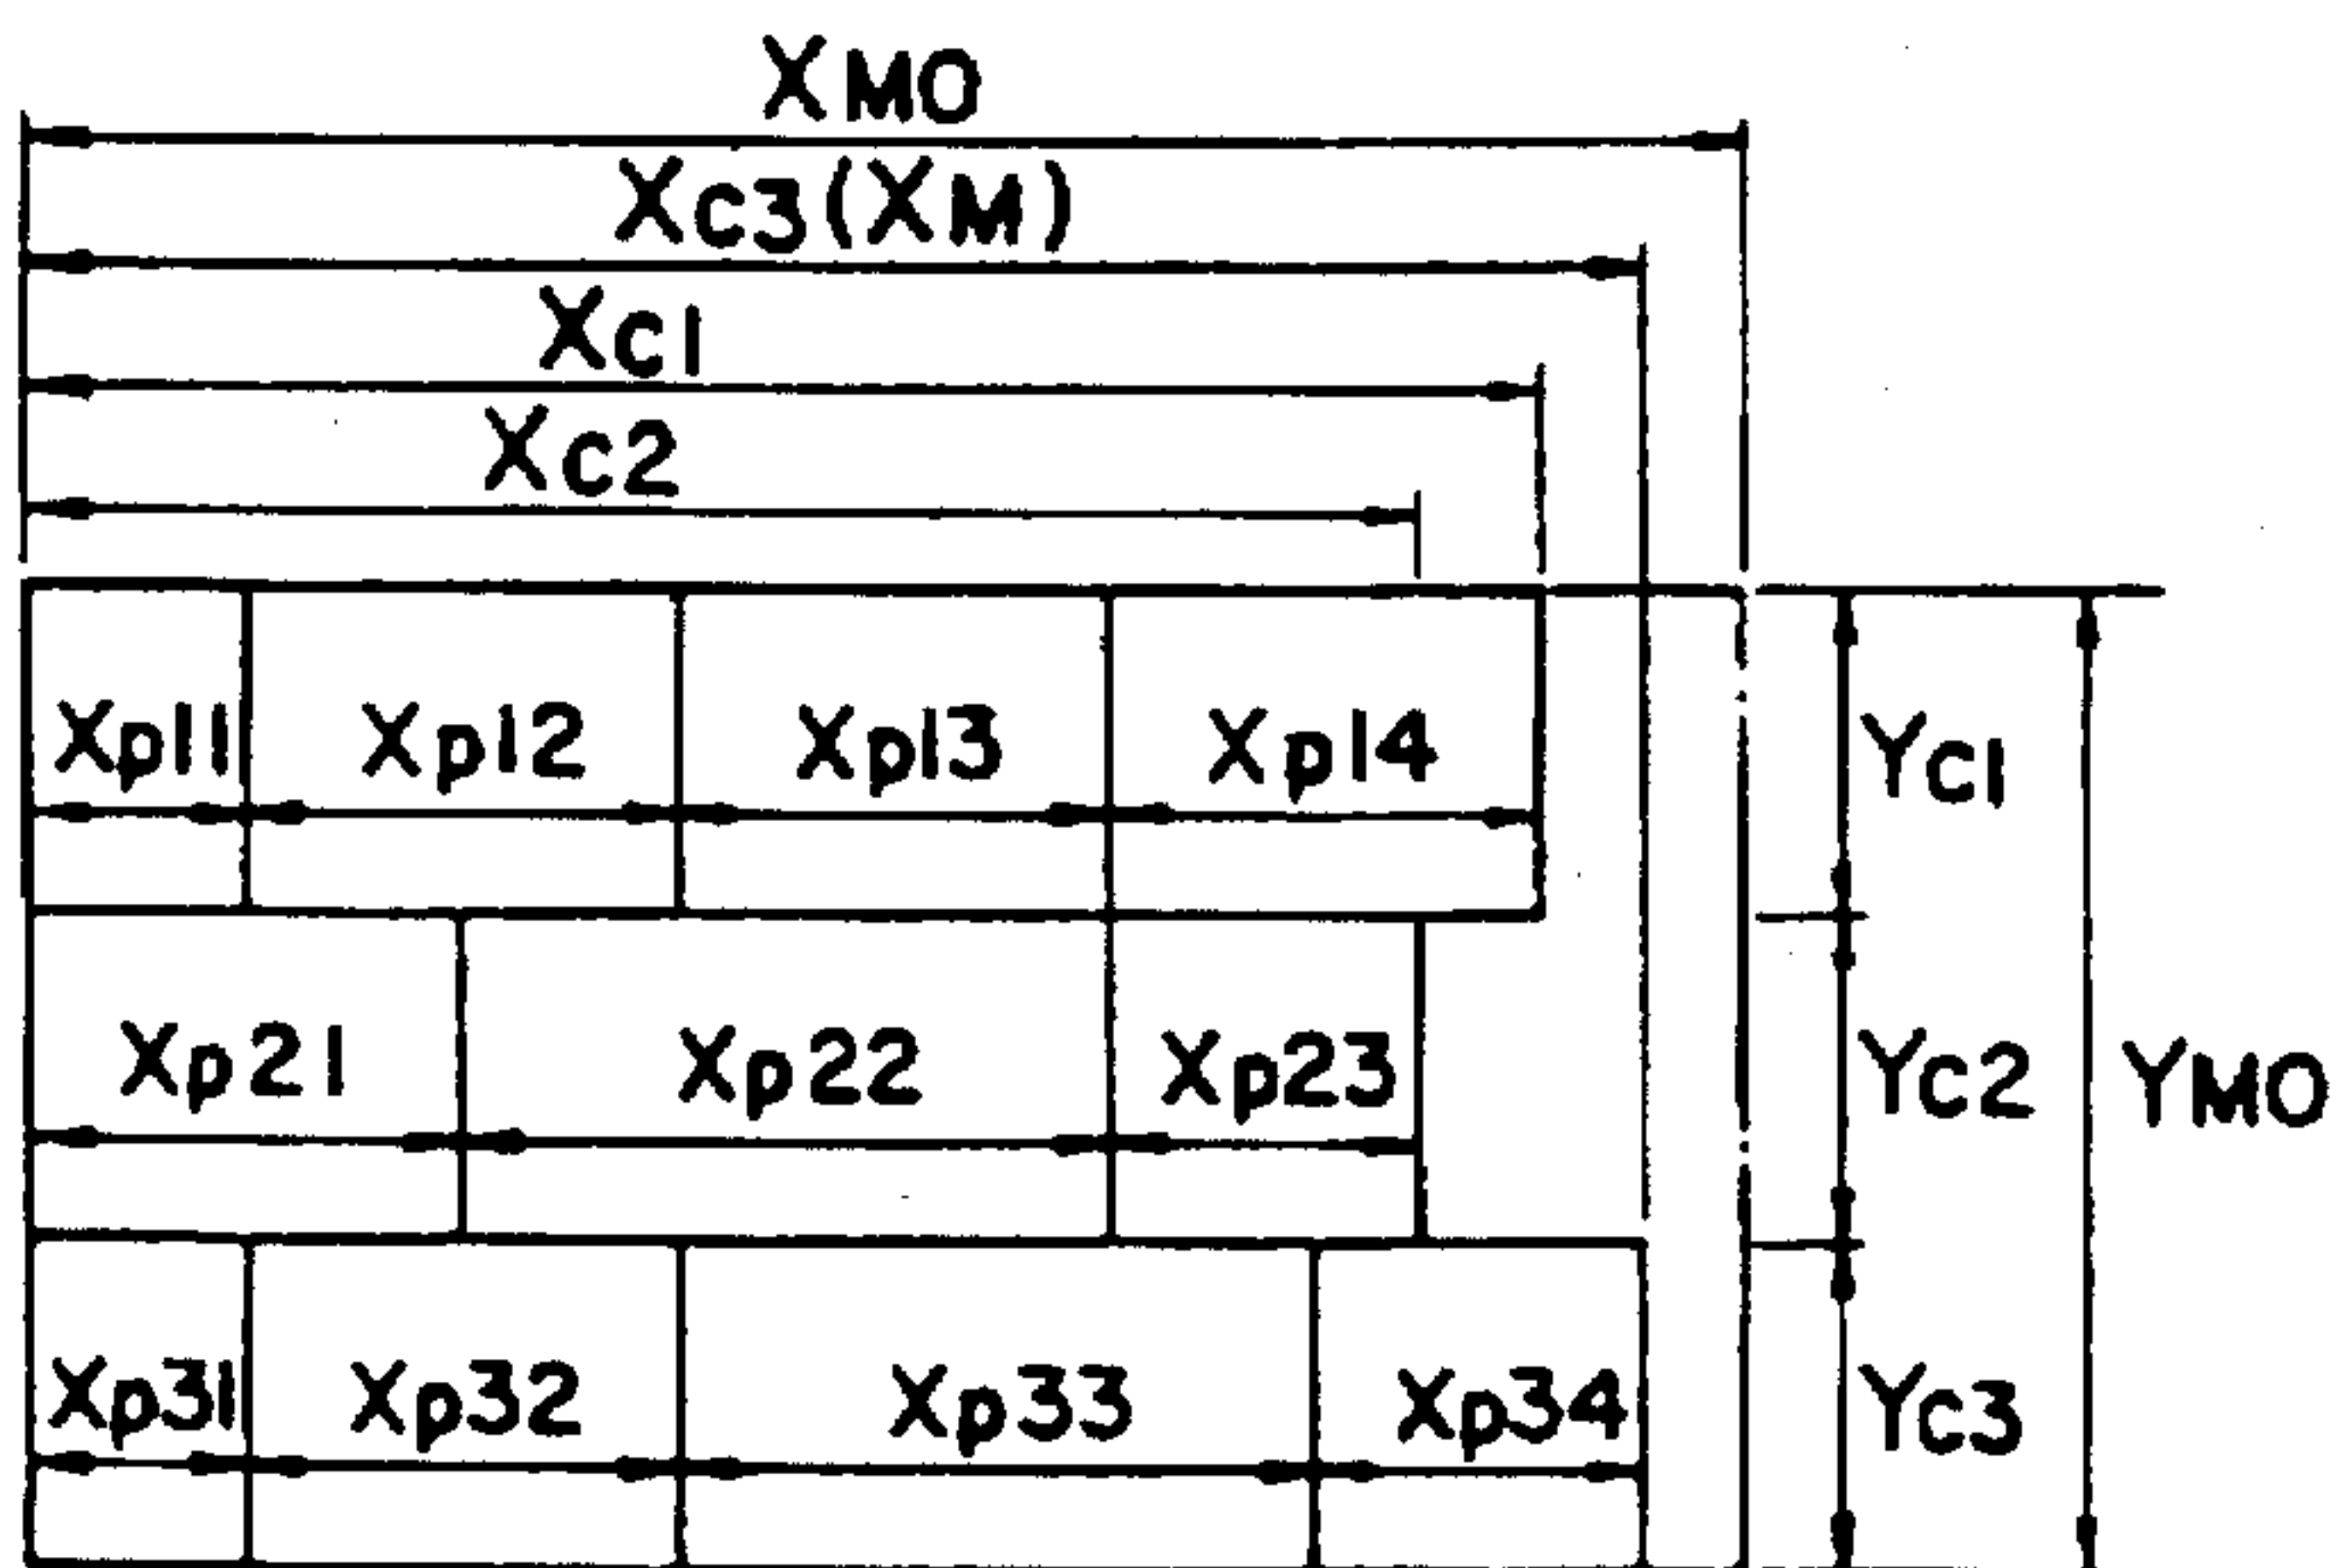 XMO
XC3(XM)
XC1
XC2
Xp11 Xp12 Xp13 Xp14 YC1
Xp21 Xp22 Xp23 YC2 YMO
Xp31 Xp32 Xp33 Xp34 YC3